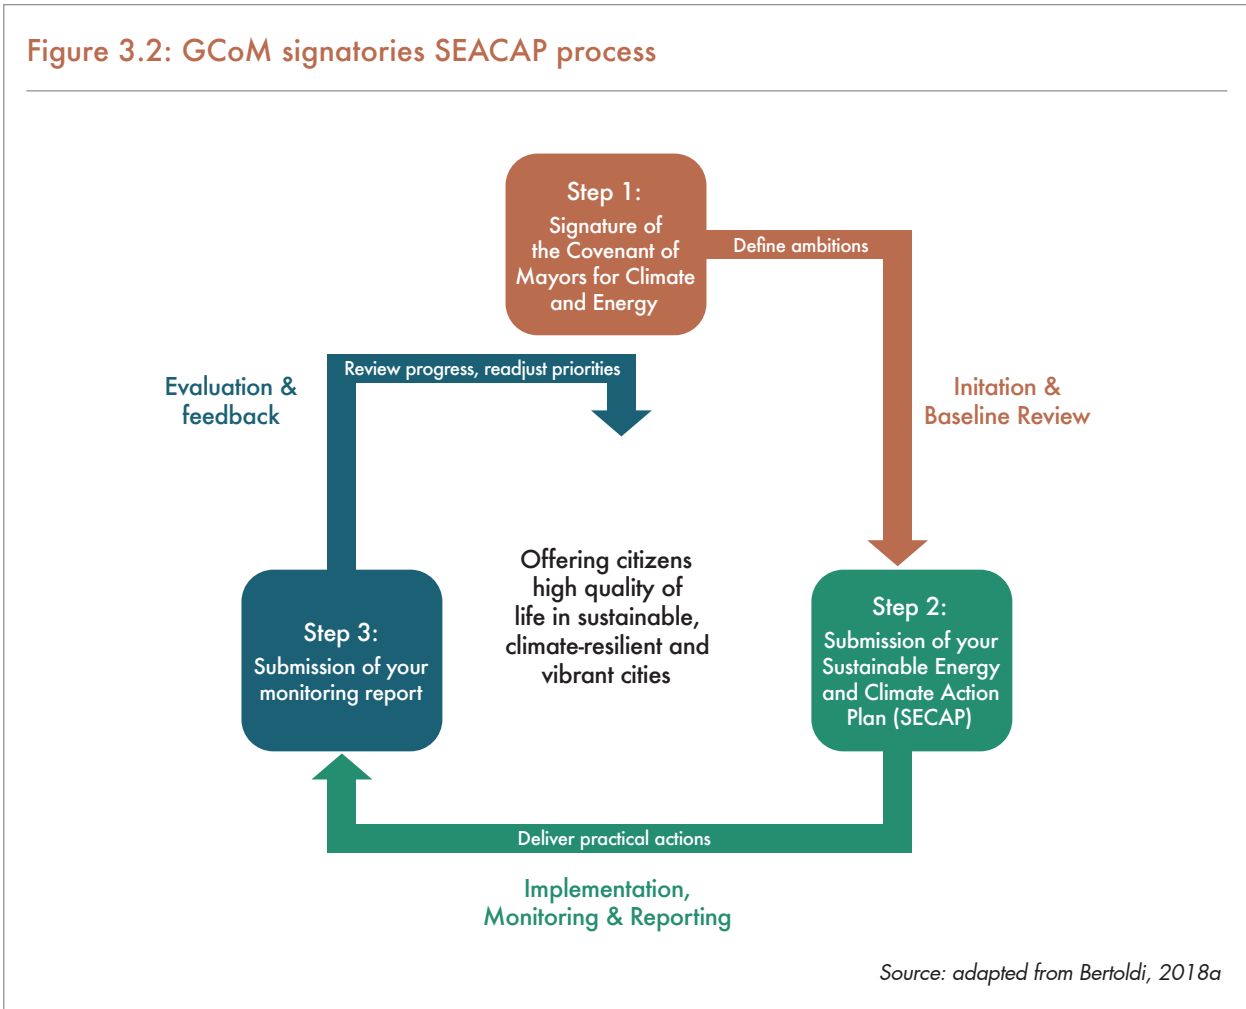 Figure 3.2: GCoM signatories SEACAP process
Step 1:
Signature of
the Covenant of
Mayors for Climate
and Energy
Define ambitions
Initation &
Baseline Review
Step 2:
Submission of your
Sustainable Energy
and Climate Action
Plan (SECAP)
Deliver practical actions
Implementation,
Monitoring & Reporting
Step 3:
Submission of your
monitoring report
Evaluation &
feedback
Review progress, readjust priorities
Offering citizens
high quality of
life in sustainable,
climate-resilient and
vibrant cities
Source: adapted from Bertoldi, 2018a